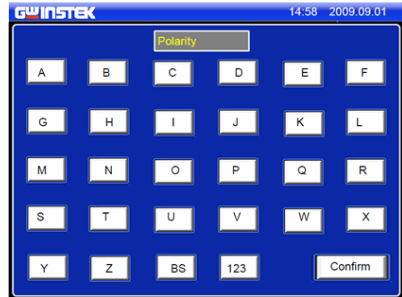 GWINSTEK 14:58 2009.09.01
Polarity
A B C D E F
G H I J K L
M N O P Q R
S T U V W X
Y Z BS 123 Confirm